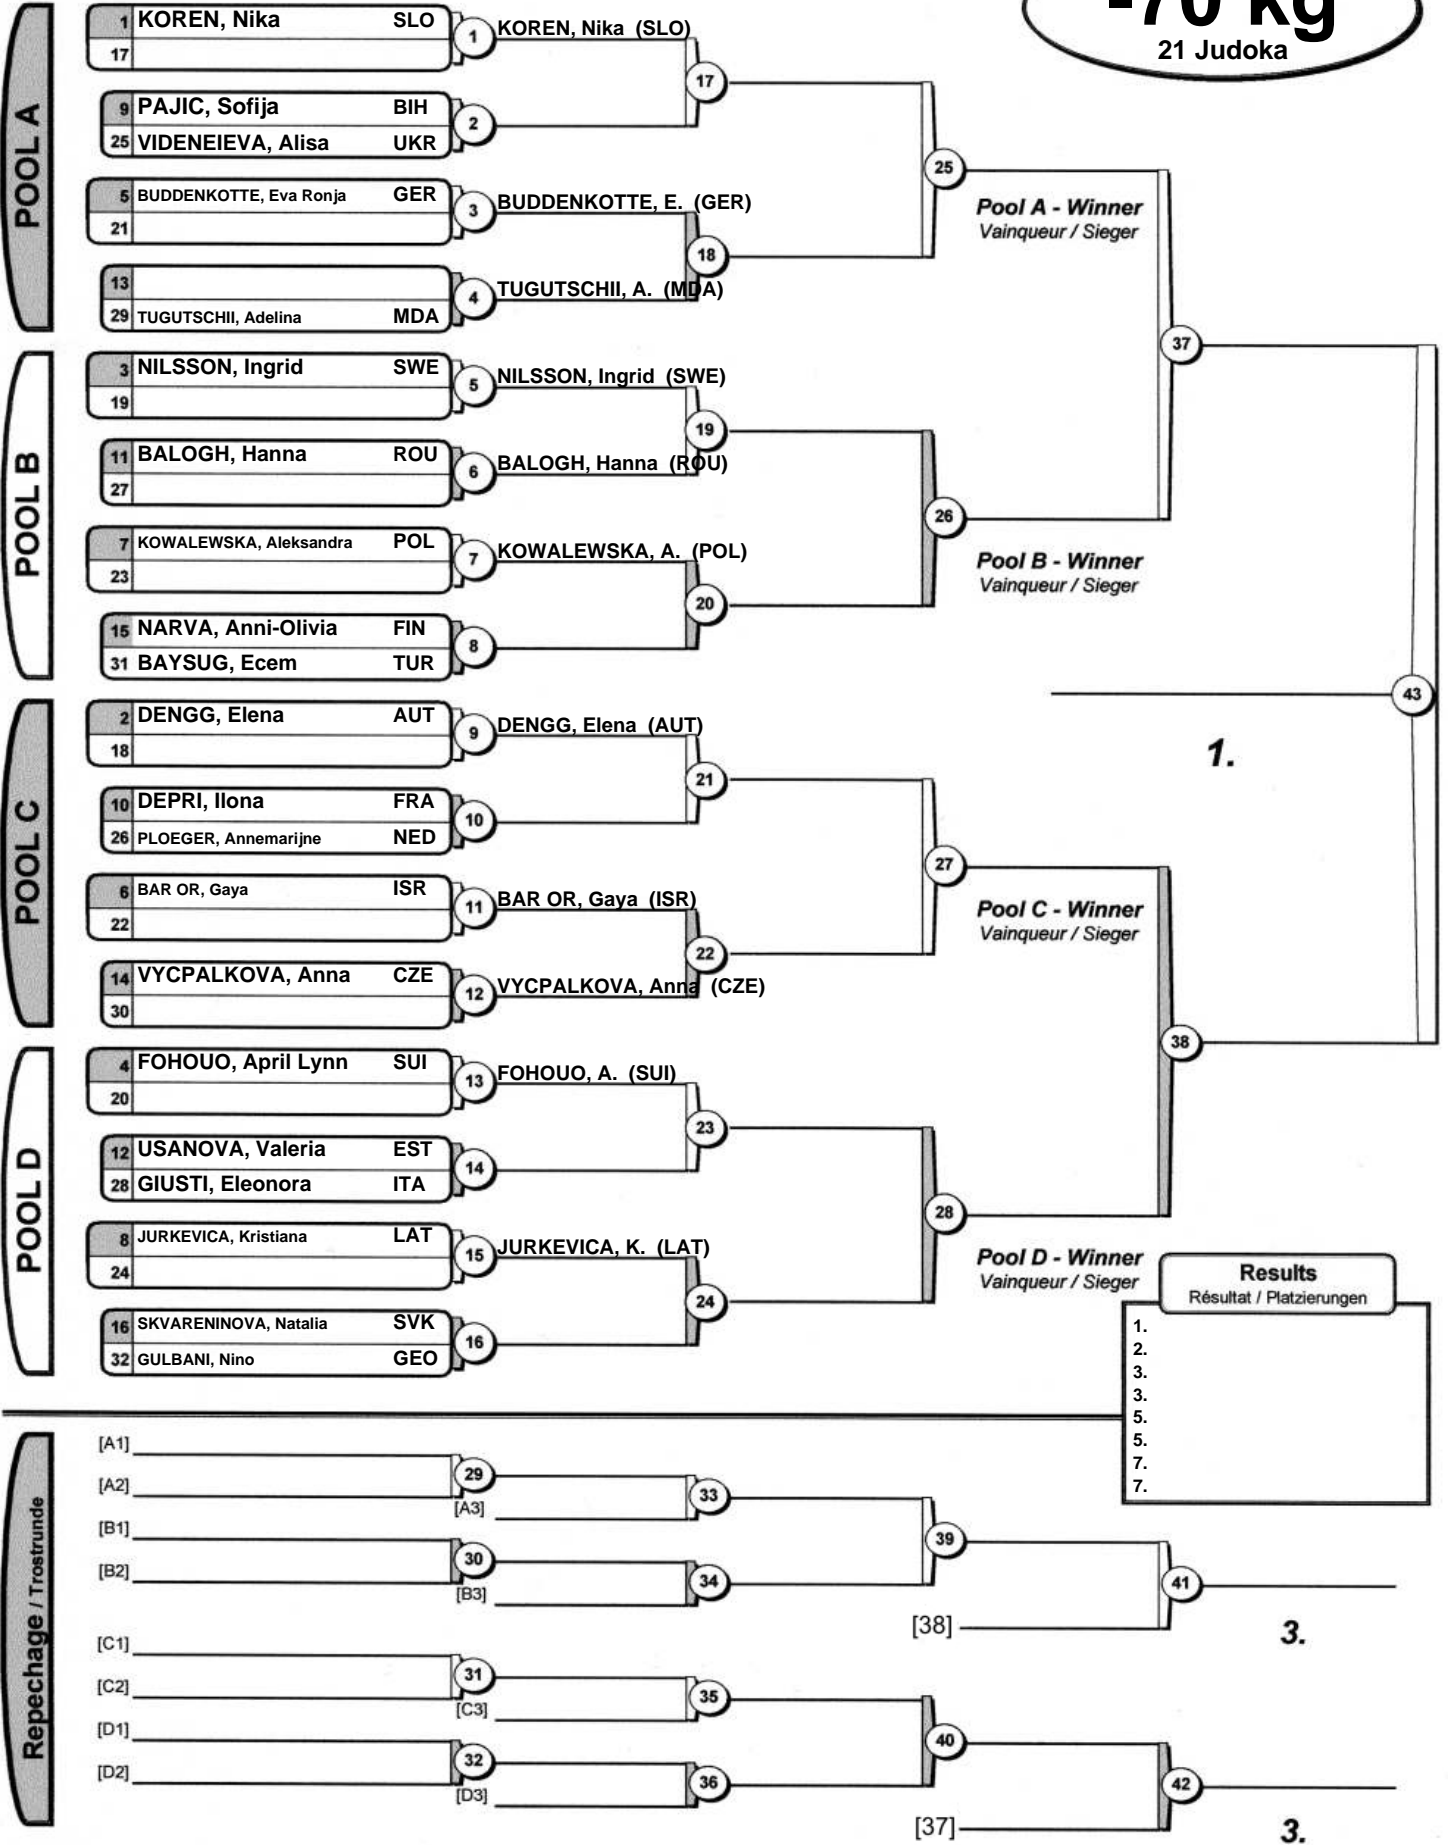 -70 kg
21 Judoka
POOL A
1 KOREN, Nika SLO
17
1 KOREN, Nika (SLO)
17
9 PAJIC, Sofija BIH
25 VIDENEIEVA, Alisa UKR
2
25
5 BUDDENKOTTE, Eva Ronja GER
21
3 BUDDENKOTTE, E. (GER)
Pool A - Winner
Vainqueur / Sieger
18
13
29 TUGUTSCHII, Adelina MDA
4 TUGUTSCHII, A. (MDA)
37
POOL B
3 NILSSON, Ingrid SWE
19
5 NILSSON, Ingrid (SWE)
19
11 BALOGH, Hanna ROU
27
6 BALOGH, Hanna (ROU)
26
7 KOWALEWSKA, Aleksandra POL
23
7 KOWALEWSKA, A. (POL)
Pool B - Winner
Vainqueur / Sieger
20
15 NARVA, Anni-Olivia FIN
31 BAYSUG, Ecem TUR
8
43
1.
POOL C
2 DENGG, Elena AUT
18
9 DENGG, Elena (AUT)
21
10 DEPRI, Ilona FRA
26 PLOEGER, Annemarijne NED
10
27
6 BAR OR, Gaya ISR
22
11 BAR OR, Gaya (ISR)
Pool C - Winner
Vainqueur / Sieger
22
14 VYCPALKOVA, Anna CZE
30
12 VYCPALKOVA, Anna (CZE)
38
POOL D
4 FOHOUO, April Lynn SUI
20
13 FOHOUO, A. (SUI)
23
12 USANOVA, Valeria EST
28 GIUSTI, Eleonora ITA
14
28
8 JURKEVICA, Kristiana LAT
24
15 JURKEVICA, K. (LAT)
Pool D - Winner
Vainqueur / Sieger
24
16 SKVARENINOVA, Natalia SVK
32 GULBANI, Nino GEO
16
Results
Résultat / Platzierungen
1.
2.
3.
3.
5.
5.
7.
7.
Repechage / Trostrunde
[A1]
29
[A2]
[A3]
33
[B1]
30
[B2]
[B3]
34
39
41
[38]
3.
[C1]
31
[C2]
[C3]
35
[D1]
32
[D2]
[D3]
36
40
42
[37]
3.